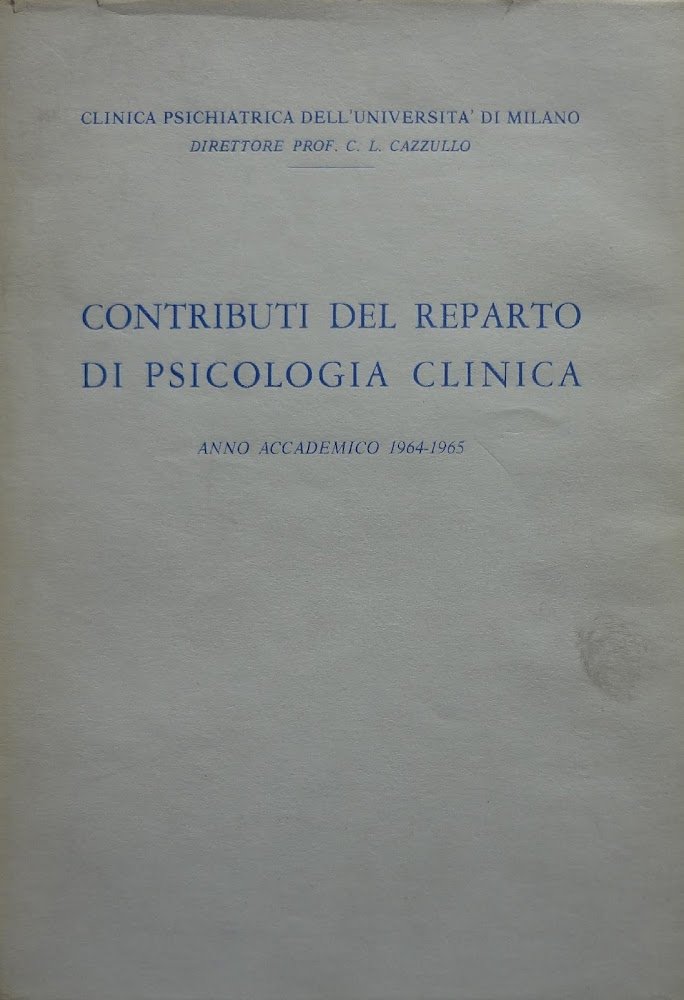 CLINICA PSICHIATRICA DELL'UNIVERSITA' DI MILANO
DIRETTORE PROF. C. L. CAZZULLO
CONTRIBUTI DEL REPARTO
DI PSICOLOGIA CLINICA
ANNO ACCADEMICO 1964-1965